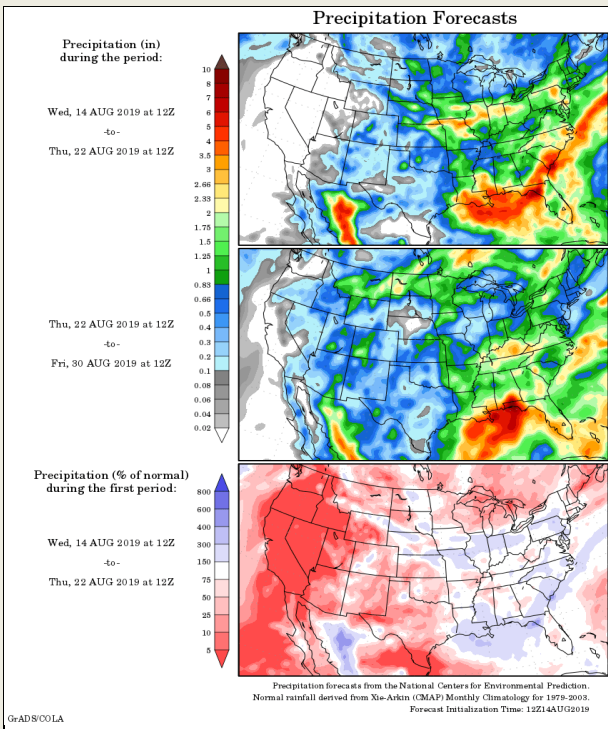 Precipitation Forecasts
Precipitation (in)
during the period:
Wed, 14 AUG 2019 at 12Z
-to-
Thu, 22 AUG 2019 at 12Z
10
8
7
6
5
4
3.5
3
2.66
2.33
2
1.75
1.5
1.25
1
0.83
0.66
0.5
0.4
0.3
0.2
0.1
0.08
0.06
0.04
0.02
Thu, 22 AUG 2019 at 12Z
-to-
Fri, 30 AUG 2019 at 12Z
Precipitation (% of normal)
during the first period:
Wed, 14 AUG 2019 at 12Z
-to-
Thu, 22 AUG 2019 at 12Z
800
600
400
300
150
75
50
25
10
5
Precipitation forecasts from the National Centers for Environmental Prediction.
Normal rainfall derived from Xie-Arkin (CMAP) Monthly Climatology for 1979-2003.
Forecast Initialization Time: 12Z14AUG2019
GrADS/COLA